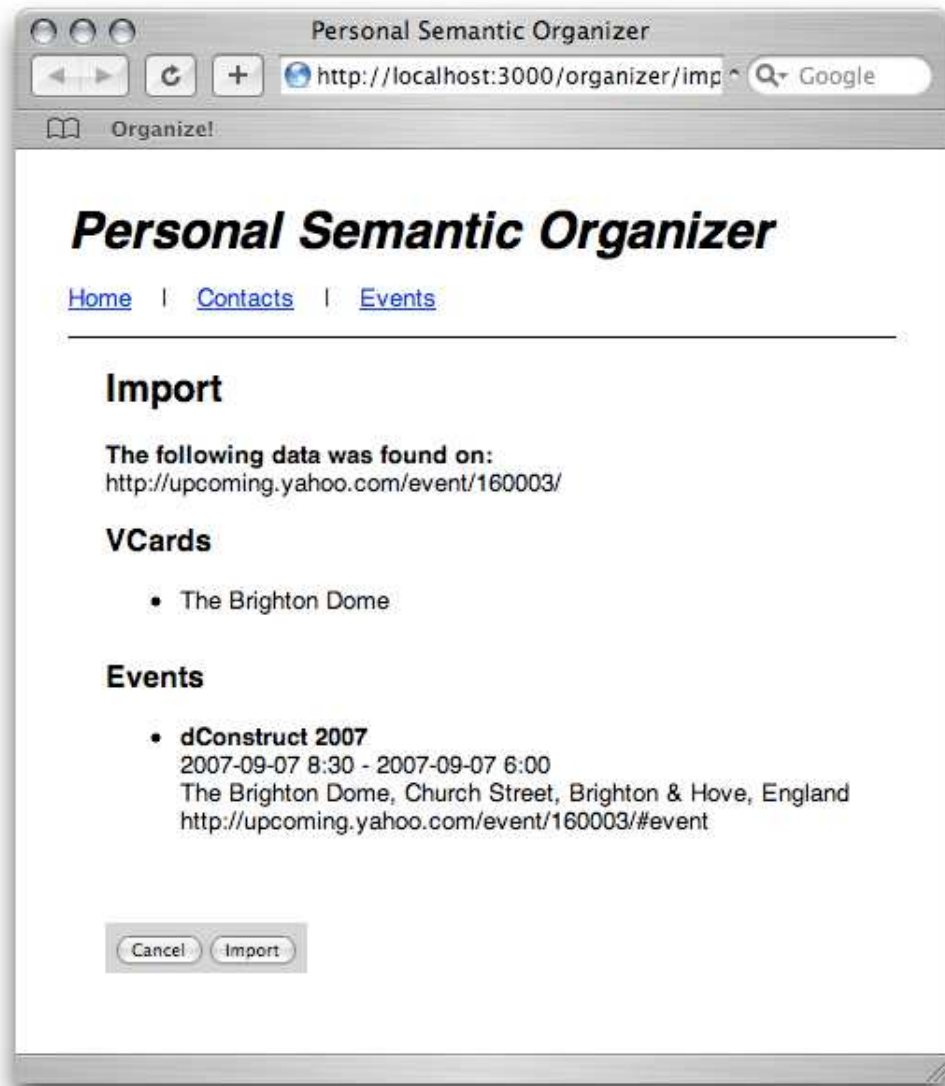 Personal Semantic Organizer
http://localhost:3000/organizer/imp
Google
Organize!
Personal Semantic Organizer
Home | Contacts | Events
Import
The following data was found on:
http://upcoming.yahoo.com/event/160003/
VCards
• The Brighton Dome
Events
• dConstruct 2007
2007-09-07 8:30 - 2007-09-07 6:00
The Brighton Dome, Church Street, Brighton & Hove, England
http://upcoming.yahoo.com/event/160003/#event
Cancel Import